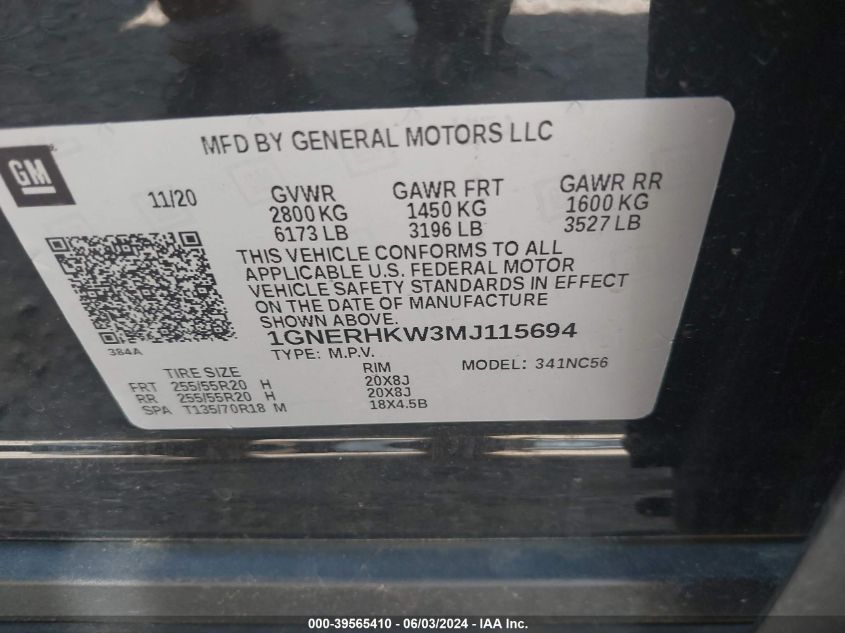 MFD BY GENERAL MOTORS LLC
GM
11/20
GVWR GAWR FRT GAWR RR
2800 KG 1450 KG 1600 KG
6173 LB 3196 LB 3527 LB
THIS VEHICLE CONFORMS TO ALL
APPLICABLE U.S. FEDERAL MOTOR
VEHICLE SAFETY STANDARDS IN EFFECT
ON THE DATE OF MANUFACTURE
SHOWN ABOVE.
1GNERHKW3MJ115694
384A
TYPE: M.P.V. MODEL: 341NC56
TIRE SIZE RIM
FRT 255/55R20 H 20X8J
RR 255/55R20 H 20X8J
SPA T135/70R18 M 18X4.5B
000-39565410 - 06/03/2024 - IAA Inc.